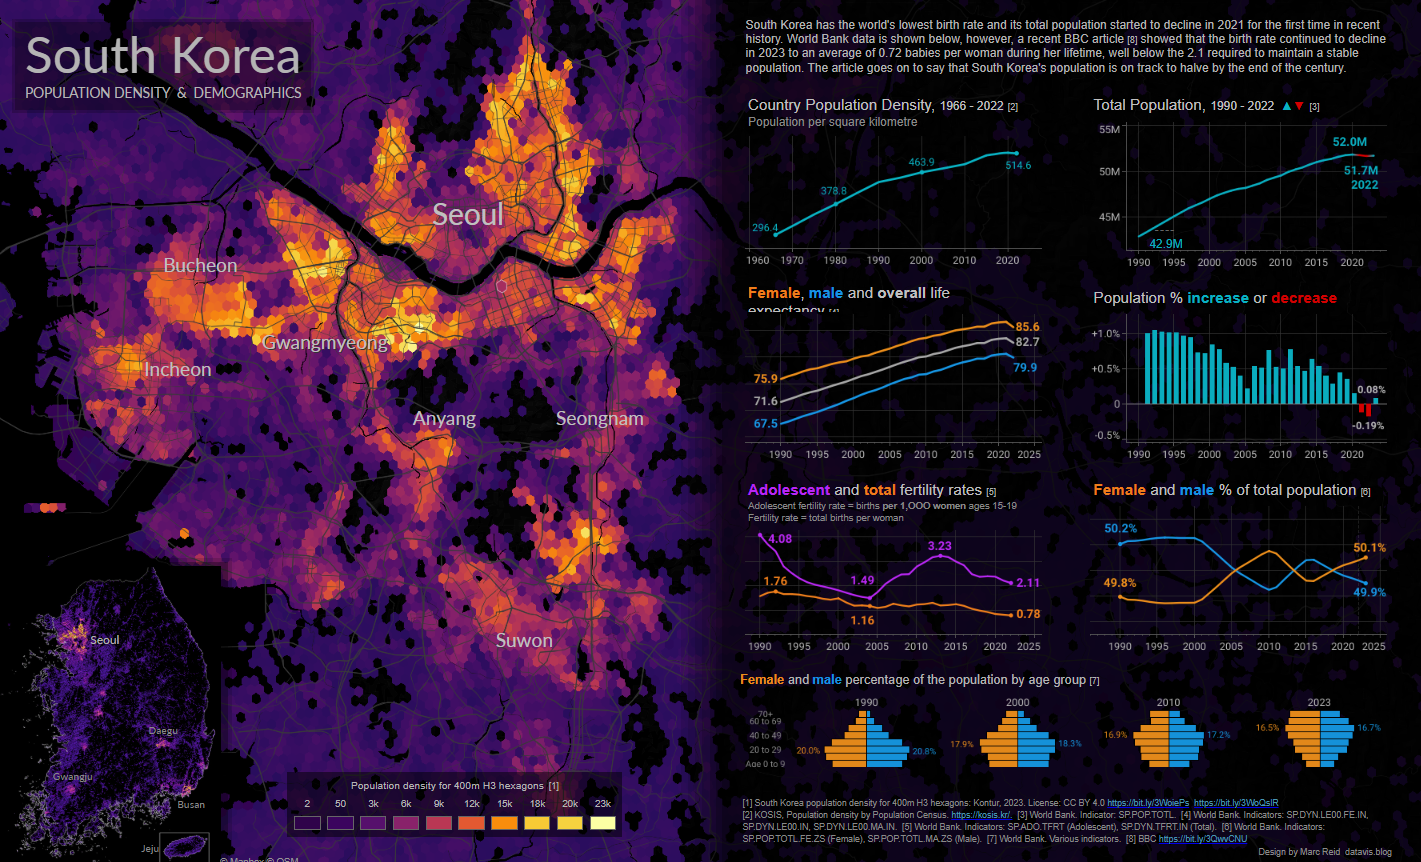 South Korea
POPULATION DENSITY & DEMOGRAPHICS
Seoul
Bucheon
Gwangmyeong
Incheon
Anyang
Seongnam
Suwon
Seoul
Daegu
Gwangju
Busan
Jeju
Population density for 400m H3 hexagons [1]
2 50 3k 6k 9k 12k 15k 18k 20k 23k
© Mapbox © OSM
South Korea has the world's lowest birth rate and its total population started to decline in 2021 for the first time in recent
history. World Bank data is shown below, however, a recent BBC article [8] showed that the birth rate continued to decline
in 2023 to an average of 0.72 babies per woman during her lifetime, well below the 2.1 required to maintain a stable
population. The article goes on to say that South Korea's population is on track to halve by the end of the century.
Country Population Density, 1966 - 2022 [2]
Population per square kilometre
296.4
378.8
463.9
514.6
1960 1970 1980 1990 2000 2010 2020
Total Population, 1990 - 2022 ▲▼ [3]
55M
50M
45M
52.0M
51.7M
2022
42.9M
1990 1995 2000 2005 2010 2015 2020
Female, male and overall life
expectancy [4]
85.6
82.7
79.9
75.9
71.6
67.5
1990 1995 2000 2005 2010 2015 2020 2025
Population % increase or decrease
+1.0%
+0.5%
0
-0.5%
0.08%
-0.19%
1990 1995 2000 2005 2010 2015 2020
Adolescent and total fertility rates [5]
Adolescent fertility rate = births per 1,OOO women ages 15-19
Fertility rate = total births per woman
4.08
1.76
1.49
1.16
3.23
2.11
0.78
1990 1995 2000 2005 2010 2015 2020 2025
Female and male % of total population [6]
50.2%
49.8%
50.1%
49.9%
1990 1995 2000 2005 2010 2015 2020 2025
Female and male percentage of the population by age group [7]
1990 2000 2010 2023
70+
60 to 69
40 to 49
20 to 29
Age 0 to 9
20.0% 20.8%
17.9% 18.3%
16.9% 17.2%
16.5% 16.7%
[1] South Korea population density for 400m H3 hexagons: Kontur, 2023. License: CC BY 4.0 https://bit.ly/3WoiePs https://bit.ly/3WoQslR
[2] KOSIS, Population density by Population Census. https://kosis.kr/. [3] World Bank. Indicator: SP.POP.TOTL. [4] World Bank. Indicators: SP.DYN.LE00.FE.IN,
SP.DYN.LE00.IN, SP.DYN.LE00.MA.IN. [5] World Bank. Indicators: SP.ADO.TFRT (Adolescent), SP.DYN.TFRT.IN (Total). [6] World Bank. Indicators:
SP.POP.TOTL.FE.ZS (Female), SP.POP.TOTL.MA.ZS (Male). [7] World Bank. Various indicators. [8] BBC https://bit.ly/3QwvCNU
Design by Marc Reid datavis.blog